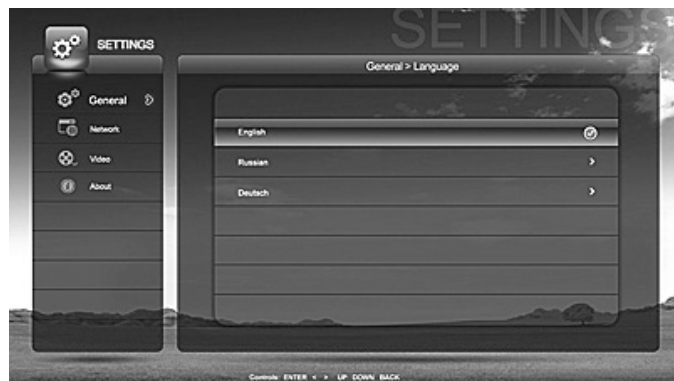 SETTINGS
SETTINGS
General > Language
General
Network
Video
About
English
Russian
Deutsch
Controls: ENTER < > UP DOWN BACK